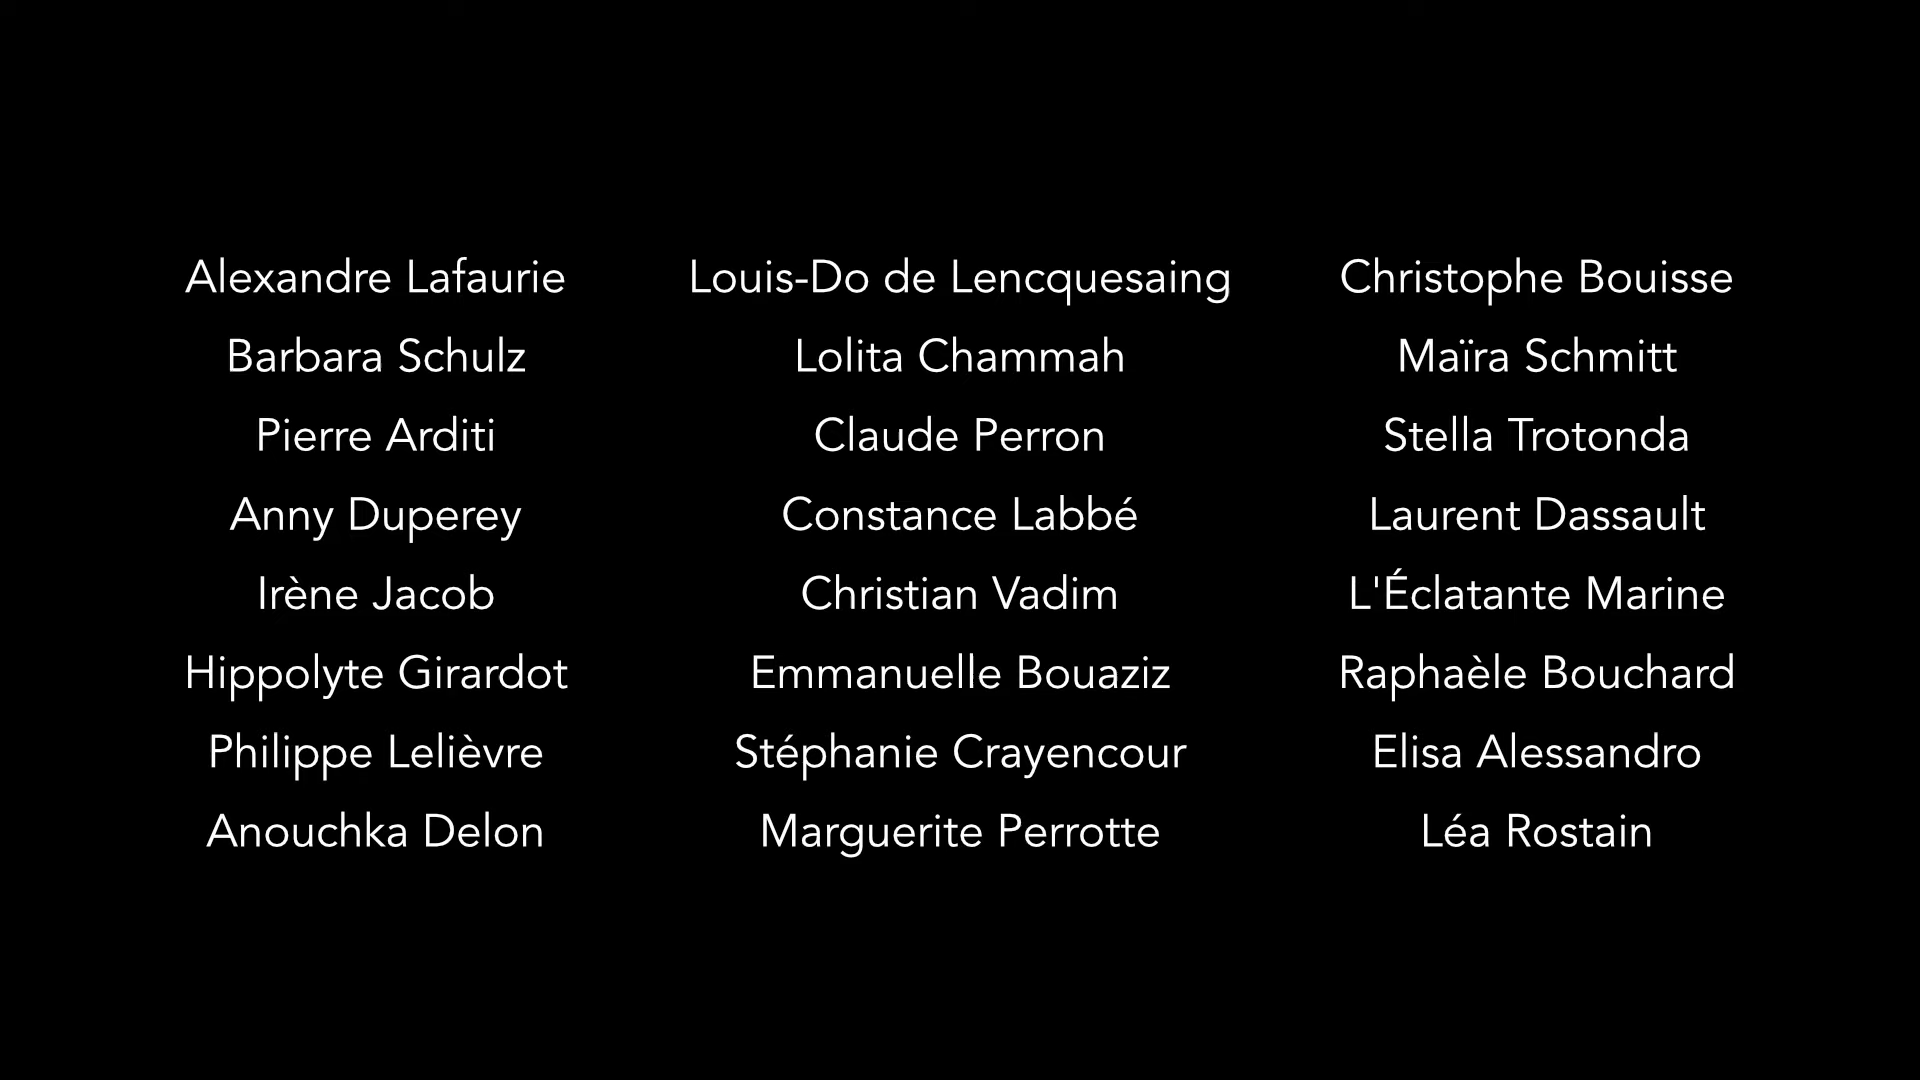 Alexandre Lafaurie
Barbara Schulz
Pierre Arditi
Anny Duperey
Irène Jacob
Hippolyte Girardot
Philippe Lelièvre
Anouchka Delon
Louis-Do de Lencquesaing
Lolita Chammah
Claude Perron
Constance Labbé
Christian Vadim
Emmanuelle Bouaziz
Stéphanie Crayencour
Marguerite Perrotte
Christophe Bouisse
Maïra Schmitt
Stella Trotonda
Laurent Dassault
L'Éclatante Marine
Raphaèle Bouchard
Elisa Alessandro
Léa Rostain